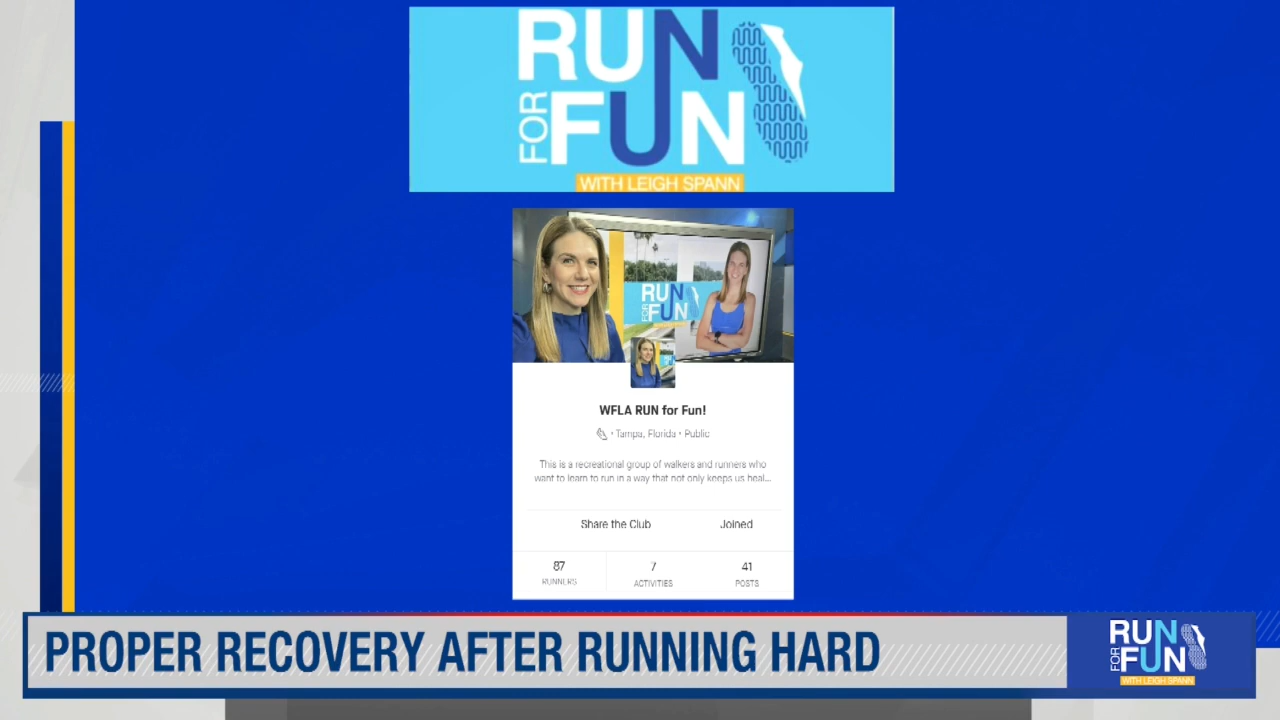 RUN
FOR
FUN
WITH LEIGH SPANN
RUN
FOR
FUN
WFLA RUN for Fun!
• Tampa, Florida • Public
This is a recreational group of walkers and runners who
want to learn to run in a way that not only keeps us heal...
Share the Club Joined
87 7 41
RUNNERS ACTIVITIES POSTS
PROPER RECOVERY AFTER RUNNING HARD
RUN
FOR
FUN
WITH LEIGH SPANN